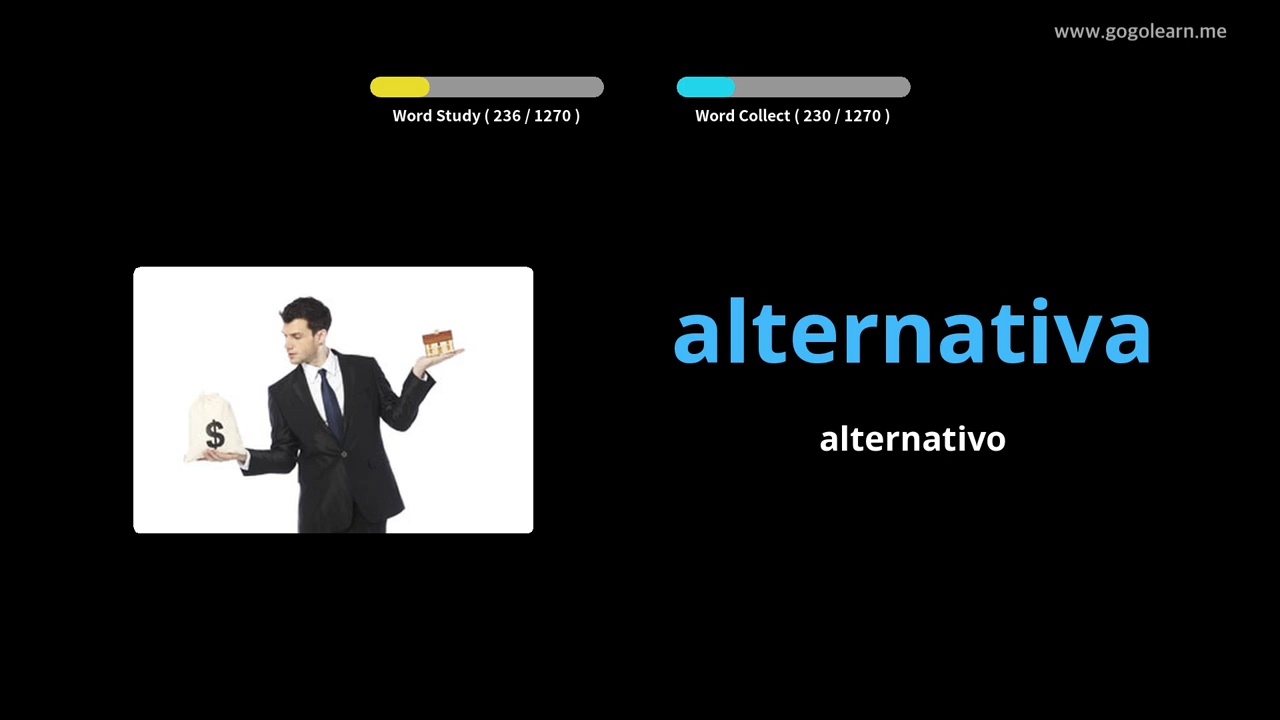 www.gogolearn.me
Word Study ( 236 / 1270 )
Word Collect ( 230 / 1270 )
alternativa
$
alternativo